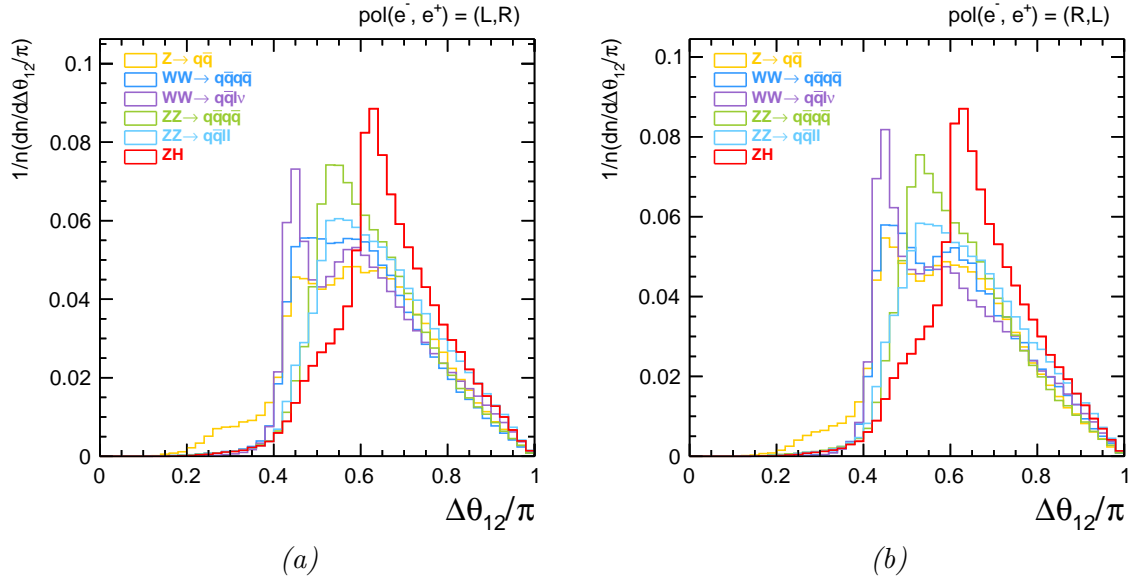 pol(e⁻, e⁺) = (L,R)
1/n(dn/dΔθ₁₂/π)
0.1
0.08
0.06
0.04
0.02
0
Z→ qq̅
WW→ qq̅qq̅
WW→ qq̅lν
ZZ→ qq̅qq̅
ZZ→ qq̅ll
ZH
0 0.2 0.4 0.6 0.8 1
Δθ₁₂/π
(a)
pol(e⁻, e⁺) = (R,L)
1/n(dn/dΔθ₁₂/π)
0.1
0.08
0.06
0.04
0.02
0
Z→ qq̅
WW→ qq̅qq̅
WW→ qq̅lν
ZZ→ qq̅qq̅
ZZ→ qq̅ll
ZH
0 0.2 0.4 0.6 0.8 1
Δθ₁₂/π
(b)